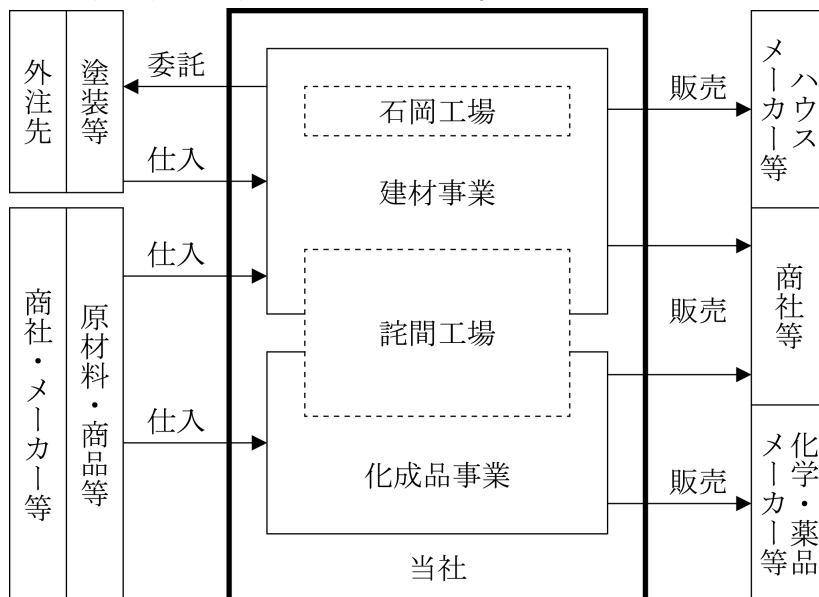 外注先
塗装等
委託
仕入
商社・メーカー等
原材料・商品等
仕入
仕入
石岡工場
建材事業
詫間工場
化成品事業
当社
販売
販売
販売
ハウス
メーカー等
商社等
化学・薬品
メーカー等